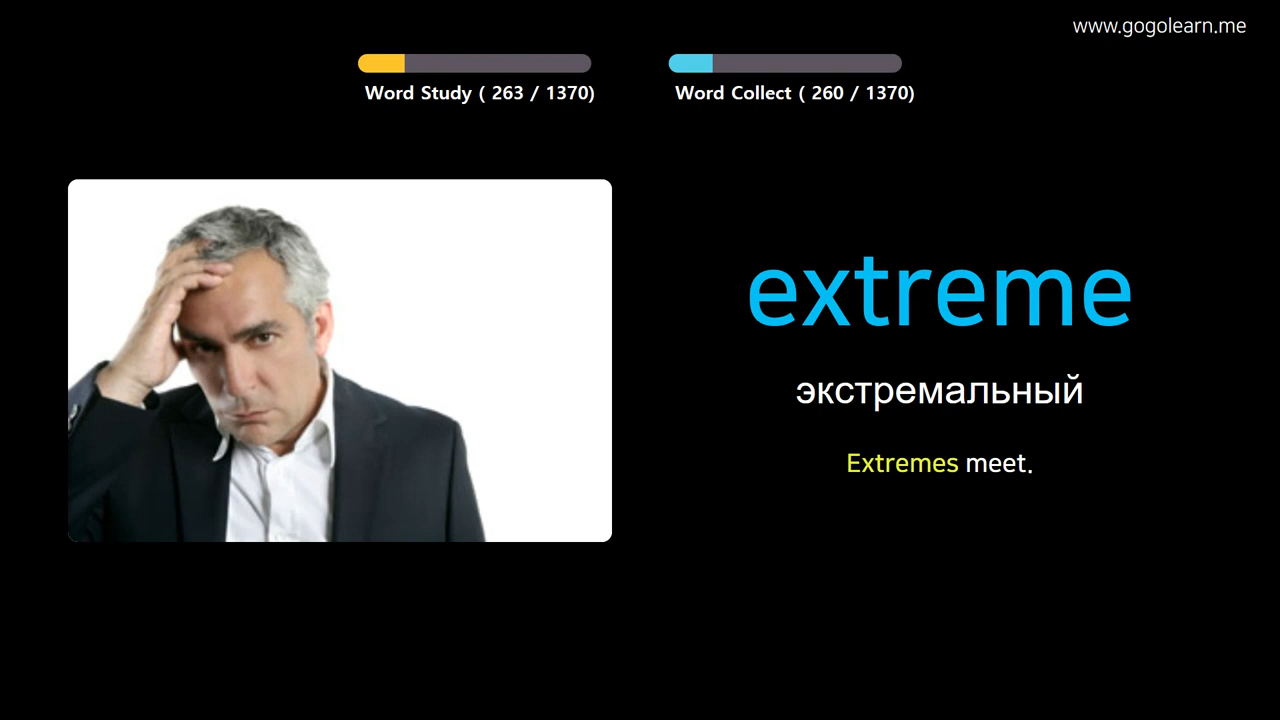 www.gogolearn.me
Word Study ( 263 / 1370)
Word Collect ( 260 / 1370)
extreme
экстремальный
Extremes meet.